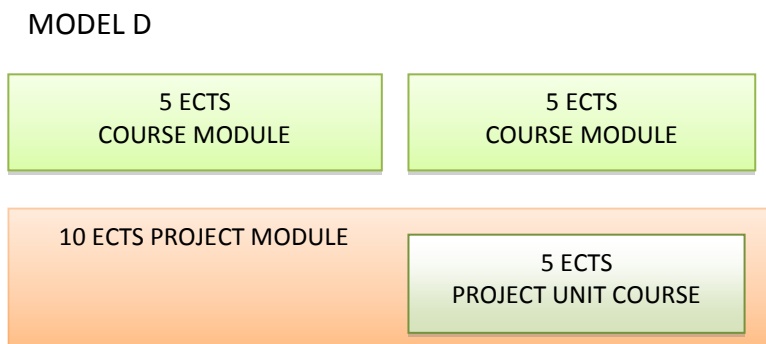 MODEL D
5 ECTS
COURSE MODULE
5 ECTS
COURSE MODULE
10 ECTS PROJECT MODULE
5 ECTS
PROJECT UNIT COURSE